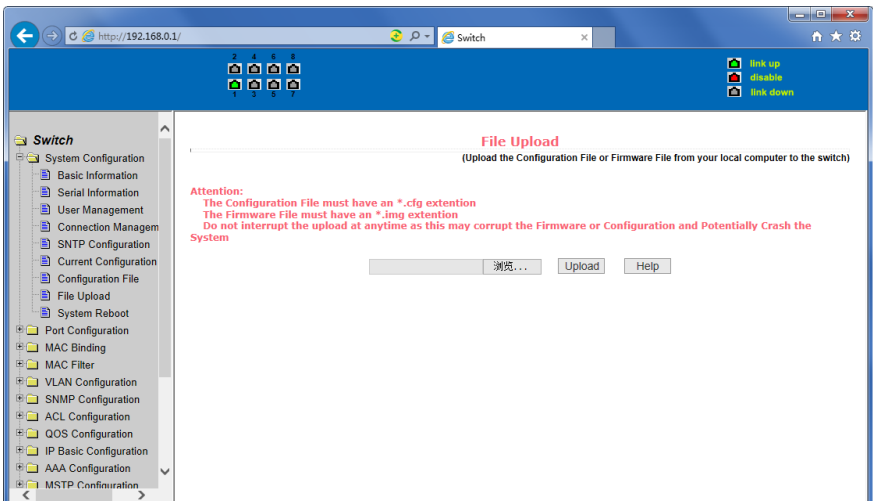 http://192.168.0.1/
Switch
2 4 6 8
1 3 5 7
link up
disable
link down
Switch
System Configuration
Basic Information
Serial Information
User Management
Connection Managem
SNTP Configuration
Current Configuration
Configuration File
File Upload
System Reboot
Port Configuration
MAC Binding
MAC Filter
VLAN Configuration
SNMP Configuration
ACL Configuration
QOS Configuration
IP Basic Configuration
AAA Configuration
MSTP Configuration
File Upload
(Upload the Configuration File or Firmware File from your local computer to the switch)
Attention:
The Configuration File must have an *.cfg extention
The Firmware File must have an *.img extention
Do not interrupt the upload at anytime as this may corrupt the Firmware or Configuration and Potentially Crash the
System
浏览... Upload Help